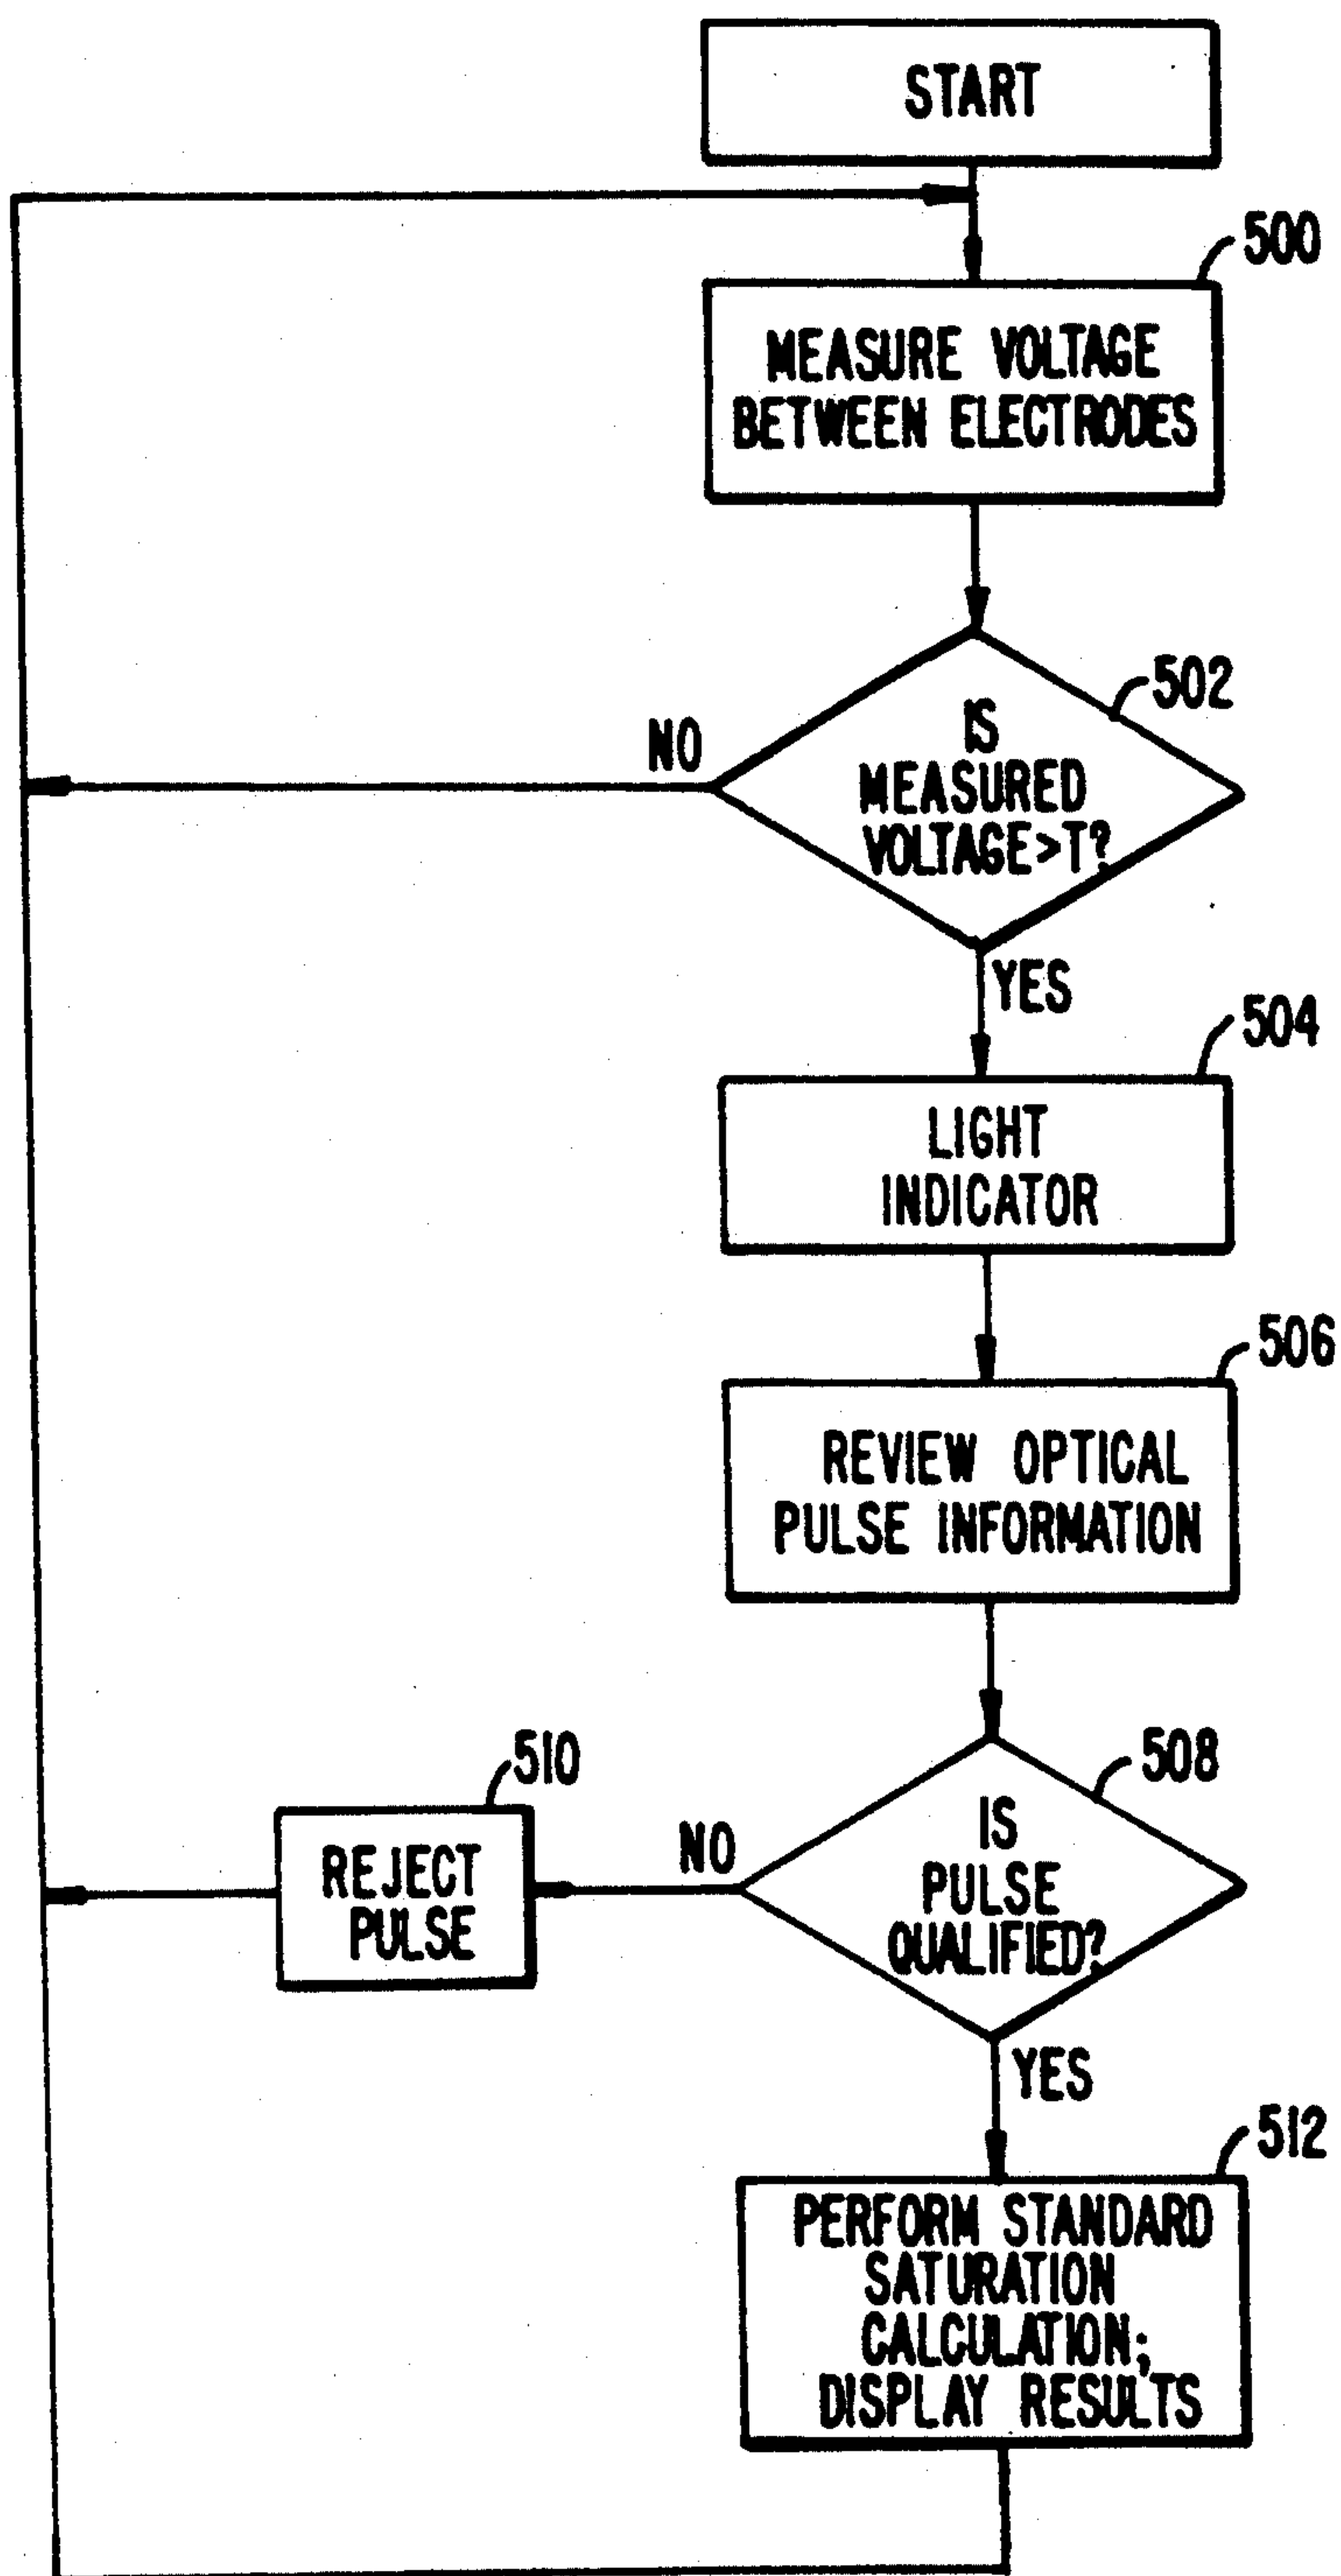 START
500
MEASURE VOLTAGE
BETWEEN ELECTRODES
502
IS
MEASURED
VOLTAGE>T?
NO
YES
504
LIGHT
INDICATOR
506
REVIEW OPTICAL
PULSE INFORMATION
508
IS
PULSE
QUALIFIED?
NO
510
REJECT
PULSE
YES
512
PERFORM STANDARD
SATURATION
CALCULATION;
DISPLAY RESULTS